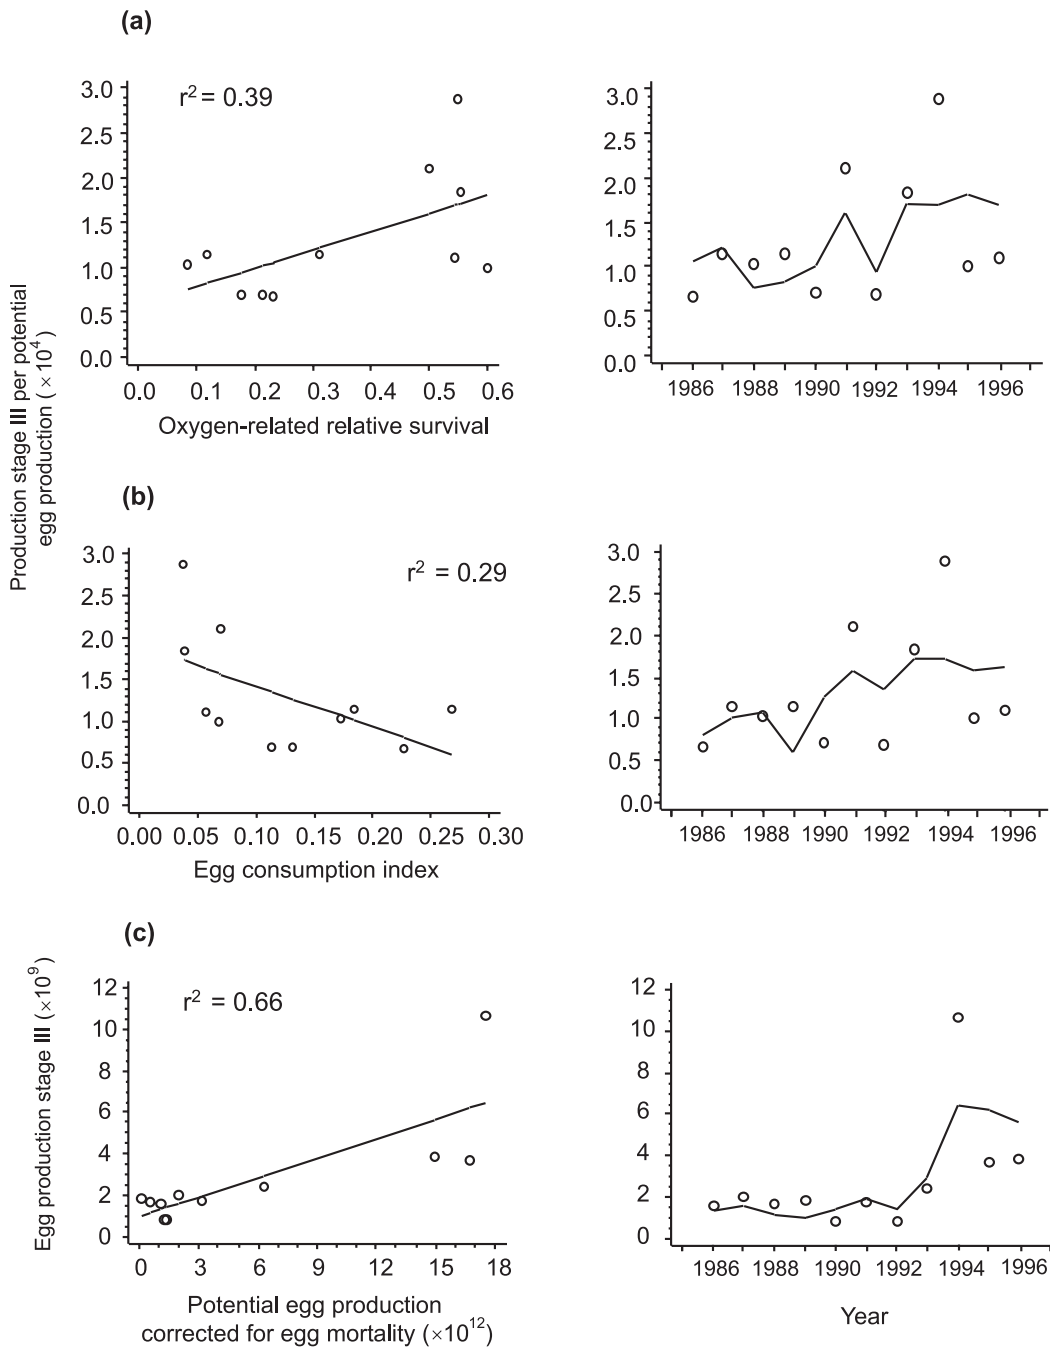 (a)
Production stage III per potential
egg production ( ×10⁴)
r² = 0.39
3.0
2.5
2.0
1.5
1.0
0.5
0.0
0.0 0.1 0.2 0.3 0.4 0.5 0.6
Oxygen-related relative survival
3.0
2.5
2.0
1.5
1.0
0.5
0.0
1986 1988 1990 1992 1994 1996
(b)
r² = 0.29
3.0
2.5
2.0
1.5
1.0
0.5
0.0
0.00 0.05 0.10 0.15 0.20 0.25 0.30
Egg consumption index
3.0
2.5
2.0
1.5
1.0
0.5
0.0
1986 1988 1990 1992 1994 1996
(c)
Egg production stage III (×10⁹)
r² = 0.66
12
10
8
6
4
2
0
0 3 6 9 12 15 18
Potential egg production
corrected for egg mortality (×10¹²)
12
10
8
6
4
2
0
1986 1988 1990 1992 1994 1996
Year